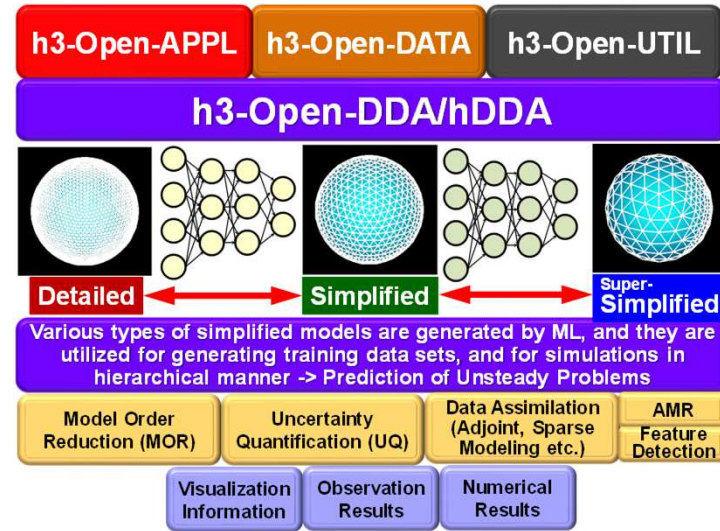 h3-Open-APPL
h3-Open-DATA
h3-Open-UTIL
h3-Open-DDA/hDDA
Detailed
Simplified
Super-
Simplified
Various types of simplified models are generated by ML, and they are
utilized for generating training data sets, and for simulations in
hierarchical manner -> Prediction of Unsteady Problems
Model Order
Reduction (MOR)
Uncertainty
Quantification (UQ)
Data Assimilation
(Adjoint, Sparse
Modeling etc.)
AMR
Feature
Detection
Visualization
Information
Observation
Results
Numerical
Results